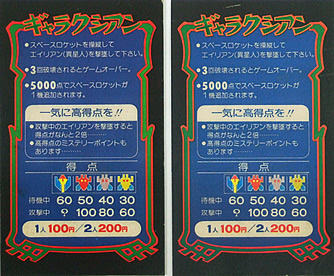 ギャラクシアン
●スペースロケットを操縦して
エイリアン(異星人)を撃墜して下さい。
●3回破壊されるとゲームオーバー。
●5000点でスペースロケットが
1機追加されます。
一気に高得点を!!
●攻撃中のエイリアンを撃墜すると
得点がなんと2倍……
●高得点のミステリーポイントも
あります………
得点
待機中 60 50 40 30
攻撃中 ? 100 80 60
1人100円/2人200円
ギャラクシアン
●スペースロケットを操縦して
エイリアン(異星人)を撃墜して下さい。
●3回破壊されるとゲームオーバー。
●5000点でスペースロケットが
1機追加されます。
一気に高得点を!!
●攻撃中のエイリアンを撃墜すると
得点がなんと2倍……
●高得点のミステリーポイントも
あります………
得点
待機中 60 50 40 30
攻撃中 ? 100 80 60
1人100円/2人200円